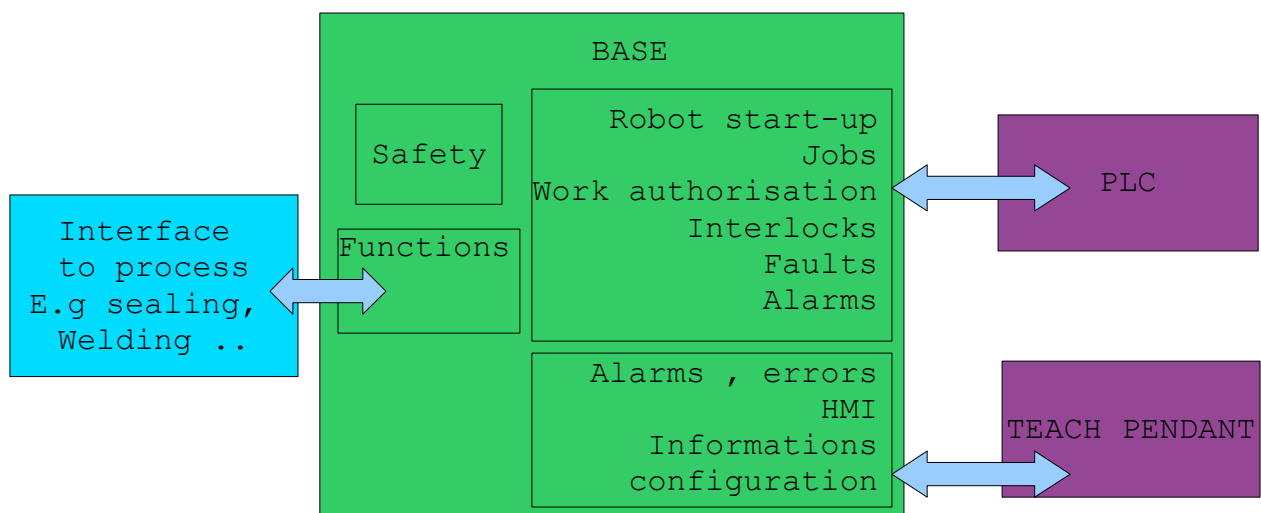 BASE
Safety
Functions
Robot start-up
Jobs
Work authorisation
Interlocks
Faults
Alarms
Alarms , errors
HMI
Informations
configuration
Interface
to process
E.g sealing,
Welding ..
PLC
TEACH PENDANT